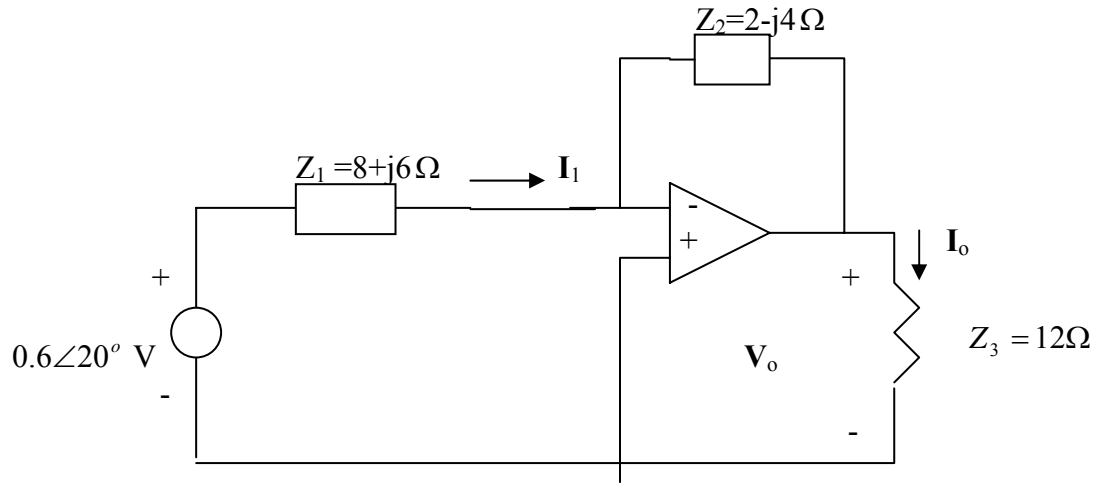 Z₂=2-j4Ω
Z₁ =8+j6Ω
I₁
-
+
Iₒ
+
+
0.6∠20° V
Vₒ
Z₃ = 12Ω
-
-